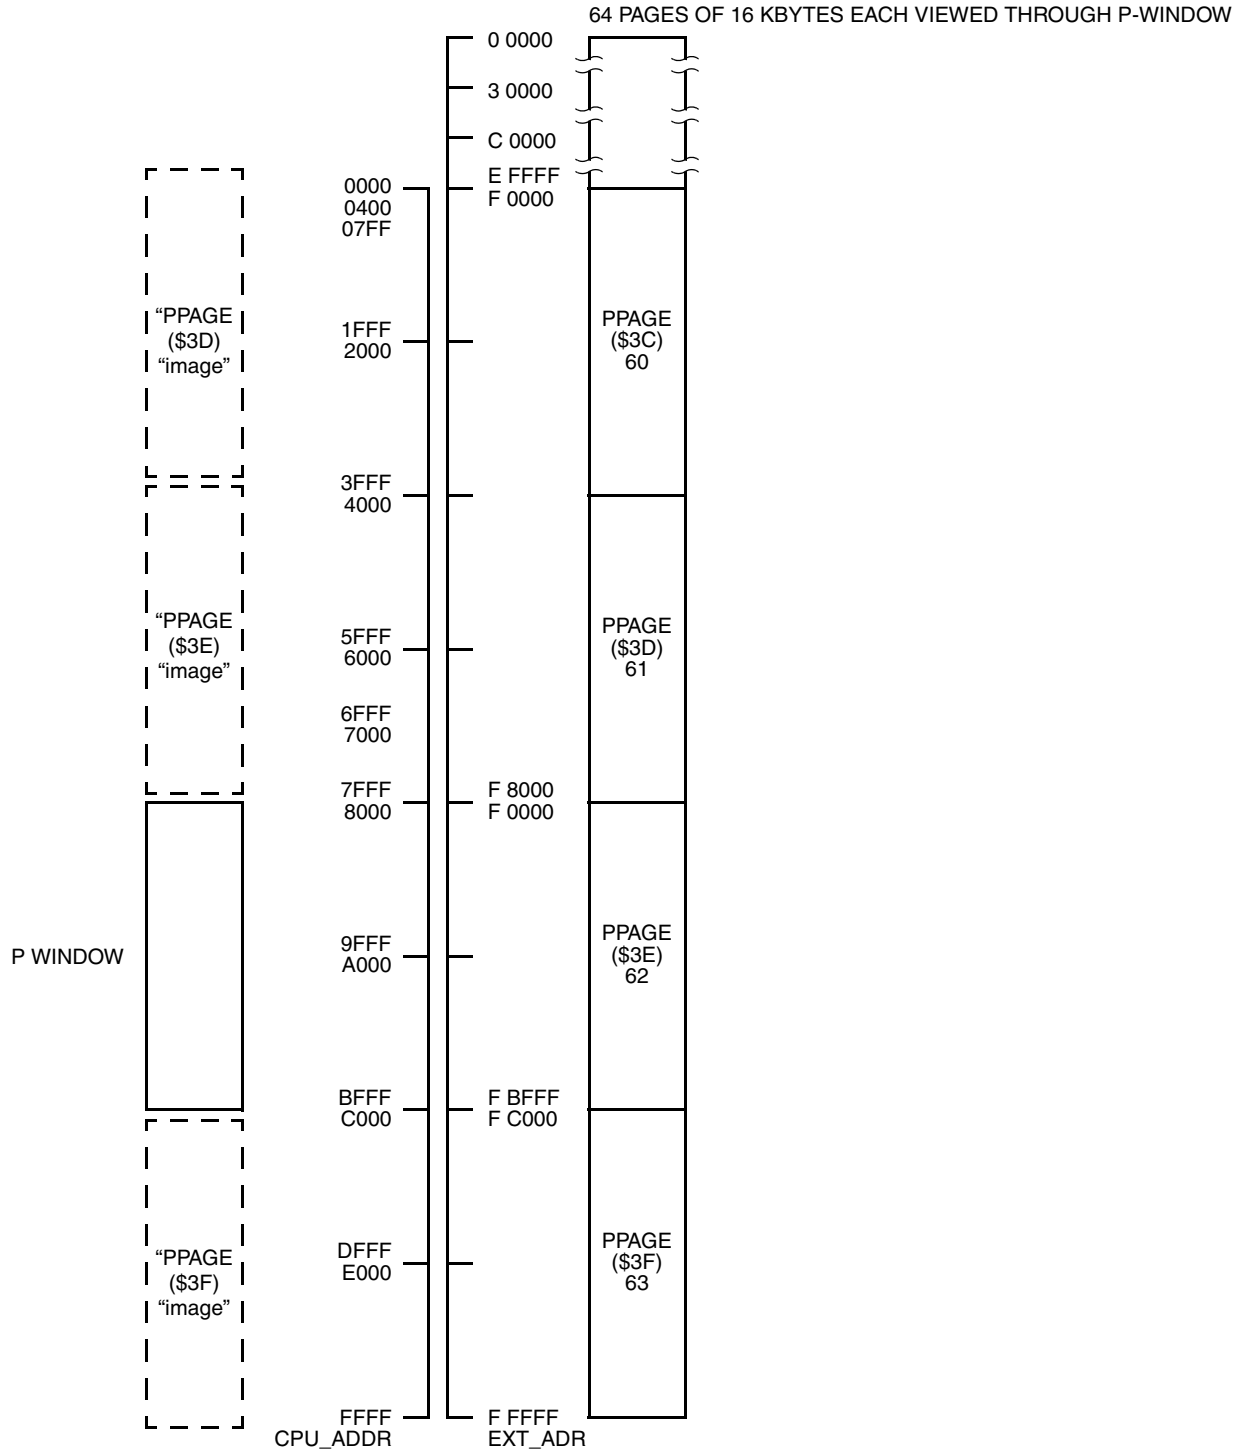 64 PAGES OF 16 KBYTES EACH VIEWED THROUGH P-WINDOW
0 0000
3 0000
C 0000
E FFFF
F 0000
0000
0400
07FF
“PPAGE
($3D)
“image”
1FFF
2000
PPAGE
($3C)
60
3FFF
4000
“PPAGE
($3E)
“image”
5FFF
6000
PPAGE
($3D)
61
6FFF
7000
7FFF
8000
F 8000
F 0000
P WINDOW
9FFF
A000
PPAGE
($3E)
62
BFFF
C000
F BFFF
F C000
“PPAGE
($3F)
“image”
DFFF
E000
PPAGE
($3F)
63
FFFF
CPU_ADDR
F FFFF
EXT_ADR